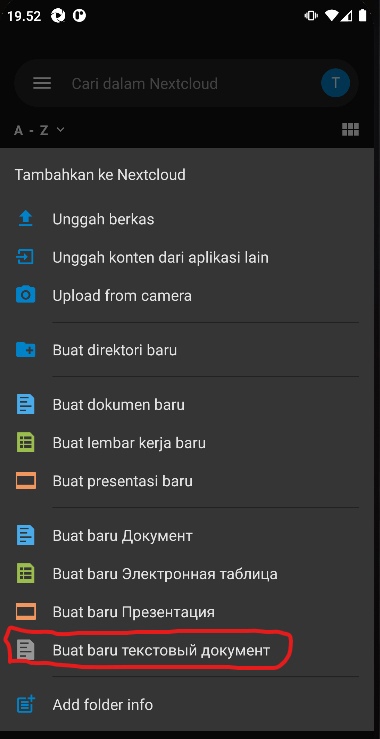 19.52
Cari dalam Nextcloud
T
A - Z
Tambahkan ke Nextcloud
Unggah berkas
Unggah konten dari aplikasi lain
Upload from camera
Buat direktori baru
Buat dokumen baru
Buat lembar kerja baru
Buat presentasi baru
Buat baru Документ
Buat baru Электронная таблица
Buat baru Презентация
Buat baru текстовый документ
Add folder info